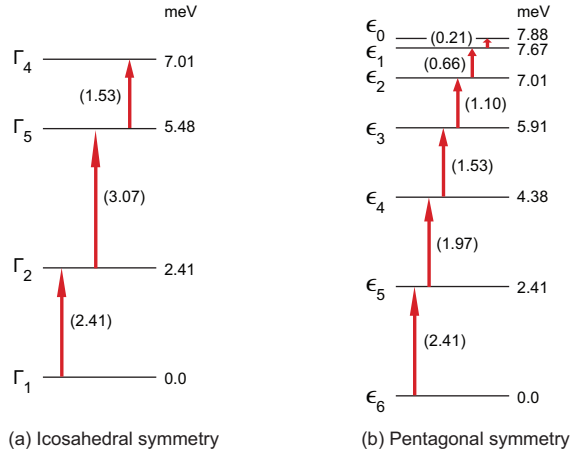 meV
Γ4 7.01
(1.53)
Γ5 5.48
(3.07)
Γ2 2.41
(2.41)
Γ1 0.0
(a) Icosahedral symmetry
meV
ϵ0 7.88
(0.21)
ϵ1 7.67
(0.66)
ϵ2 7.01
(1.10)
ϵ3 5.91
(1.53)
ϵ4 4.38
(1.97)
ϵ5 2.41
(2.41)
ϵ6 0.0
(b) Pentagonal symmetry